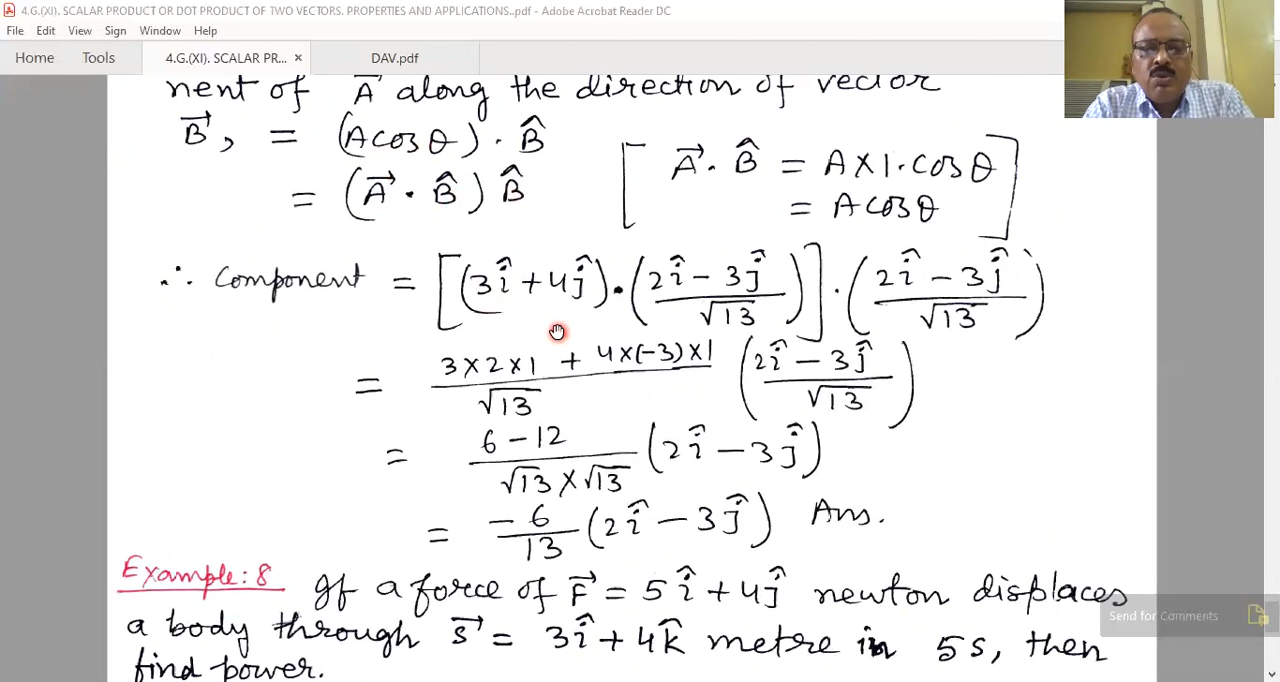 4.G.(XI). SCALAR PRODUCT OR DOT PRODUCT OF TWO VECTORS. PROPERTIES AND APPLICATIONS..pdf - Adobe Acrobat Reader DC
File Edit View Sign Window Help
Home Tools 4.G.(XI). SCALAR PR... × DAV.pdf
nent of A⃗ along the direction of vector
B⃗, = (A cos θ) · B̂
[ A⃗ · B̂ = A × 1 · cos θ
= (A⃗ · B̂) B̂
= A cos θ ]
∴ Component = [(3î + 4ĵ) · (2î − 3ĵ / √13)] · (2î − 3ĵ / √13)
= 3×2×1 + 4×(−3)×1 / √13 (2î − 3ĵ / √13)
= 6 − 12 / √13 × √13 (2î − 3ĵ)
= −6/13 (2î − 3ĵ) Ans.
Example: 8 If a force of F⃗ = 5î + 4ĵ newton displaces
Send for Comments
a body through s⃗ = 3î + 4k̂ metre in 5s, then
find power.